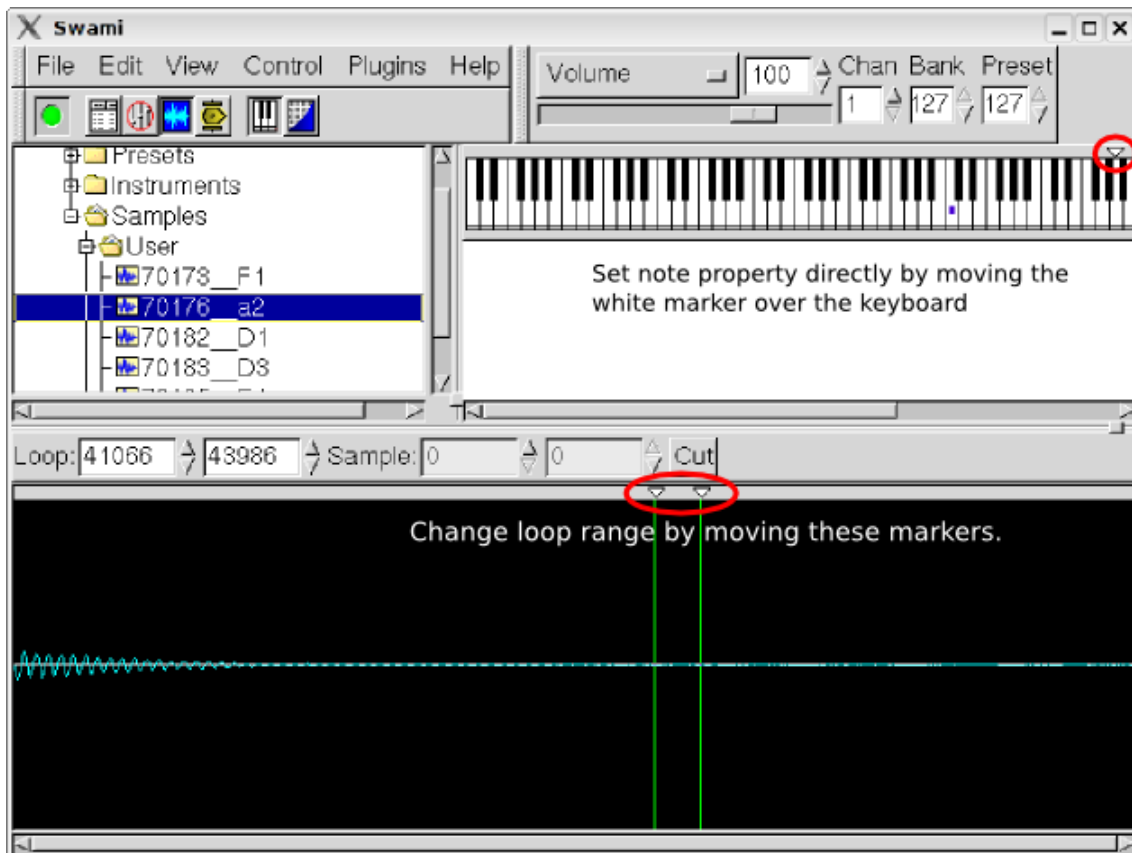 Swami
File Edit View Control Plugins Help
Volume 100 Chan Bank Preset
1 127 127
Presets
Instruments
Samples
User
70173__F1
70176__a2
70182__D1
70183__D3
Set note property directly by moving the
white marker over the keyboard
Loop: 41066 43986 Sample: 0 0 Cut
Change loop range by moving these markers.